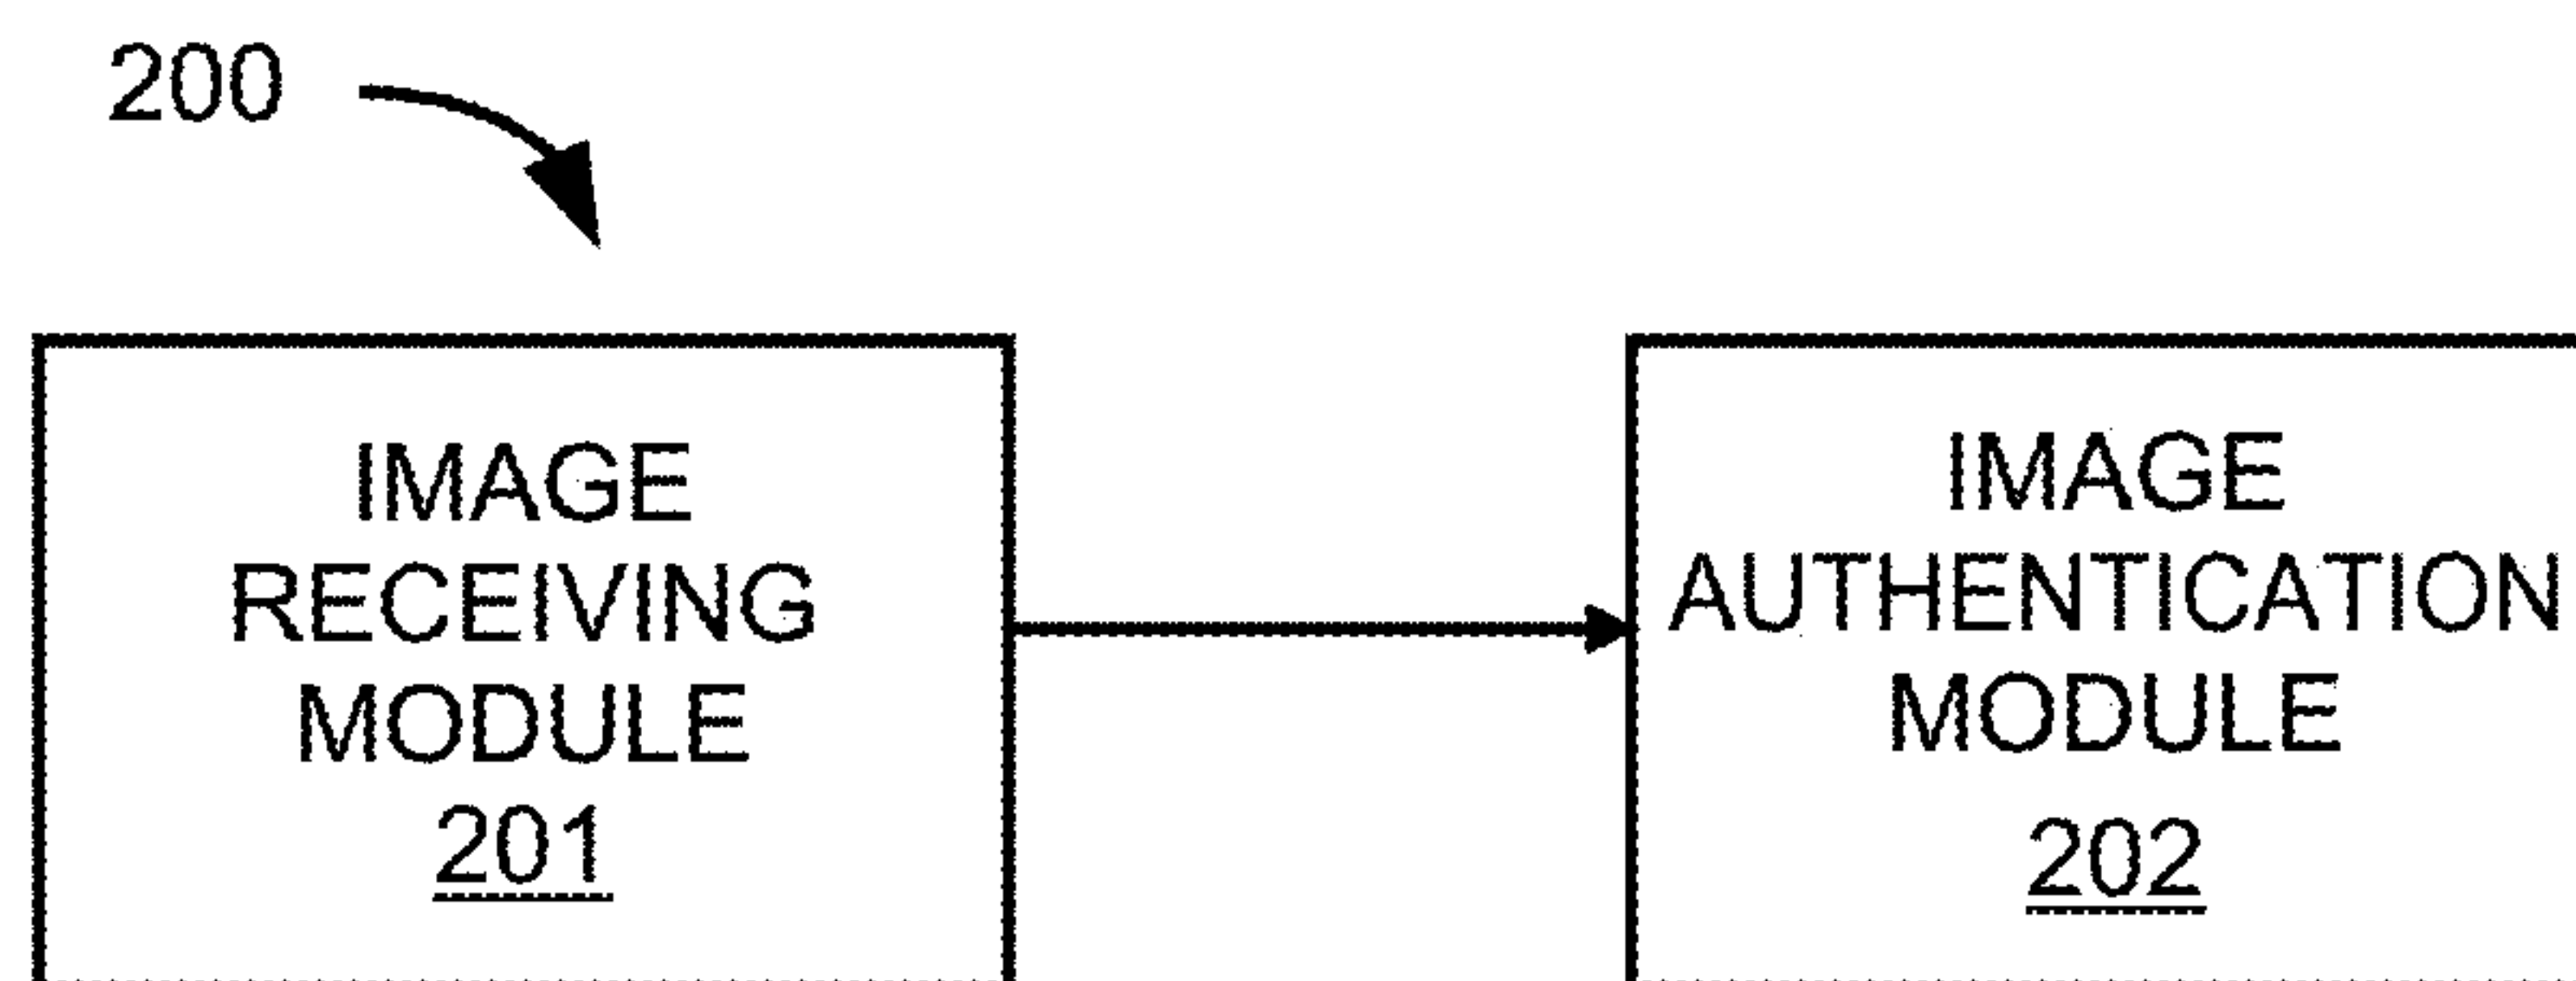 200
IMAGE
RECEIVING
MODULE
201
IMAGE
AUTHENTICATION
MODULE
202